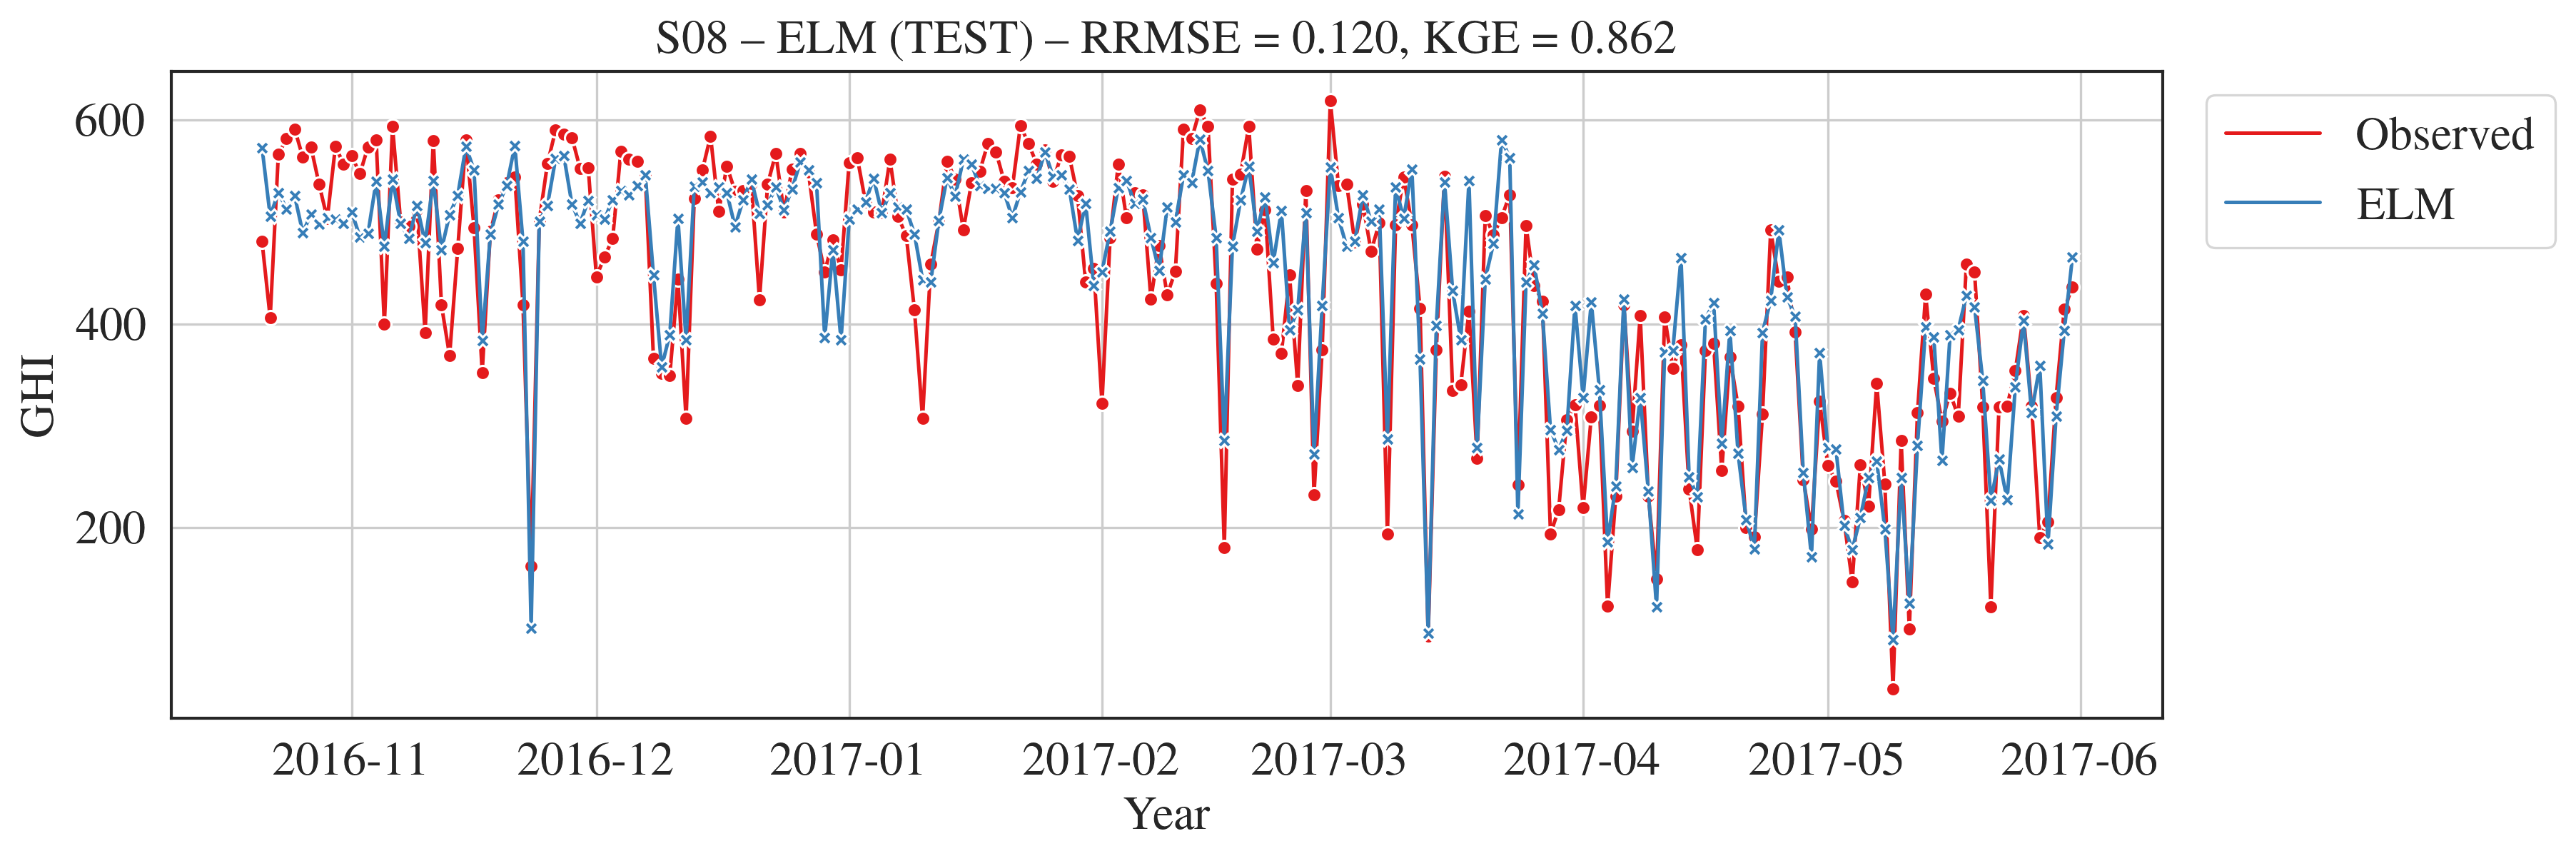 S08 – ELM (TEST) – RRMSE = 0.120, KGE = 0.862
600
400
200
GHI
2016-11 2016-12 2017-01 2017-02 2017-03 2017-04 2017-05 2017-06
Year
Observed
ELM